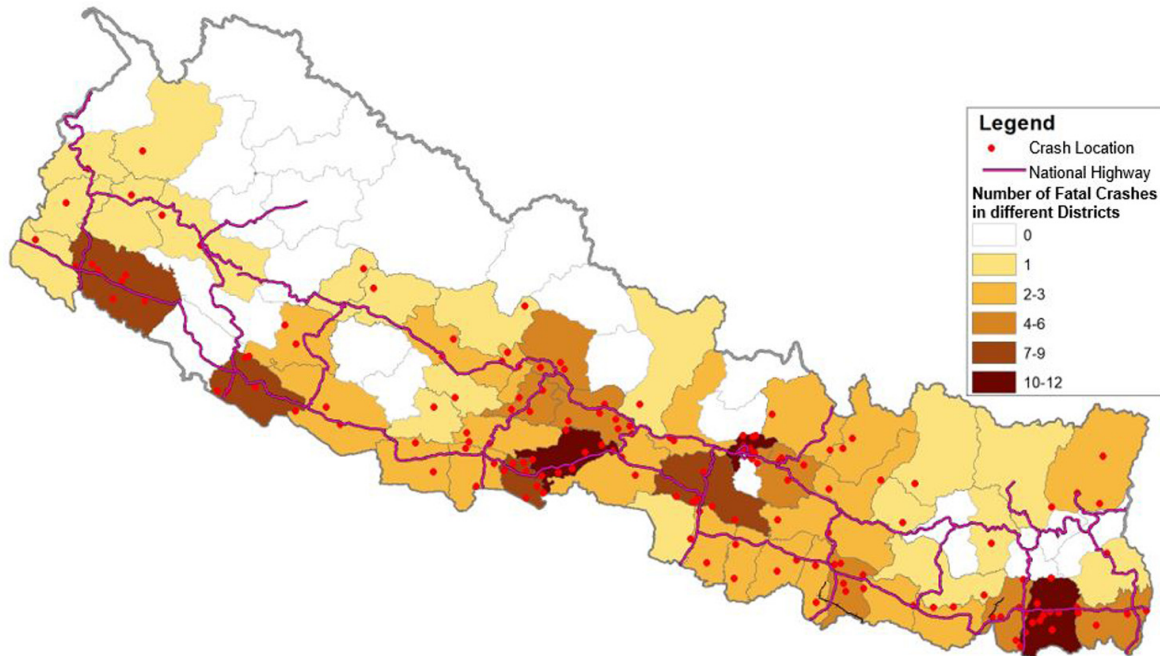 Legend
Crash Location
National Highway
Number of Fatal Crashes
in different Districts
0
1
2-3
4-6
7-9
10-12